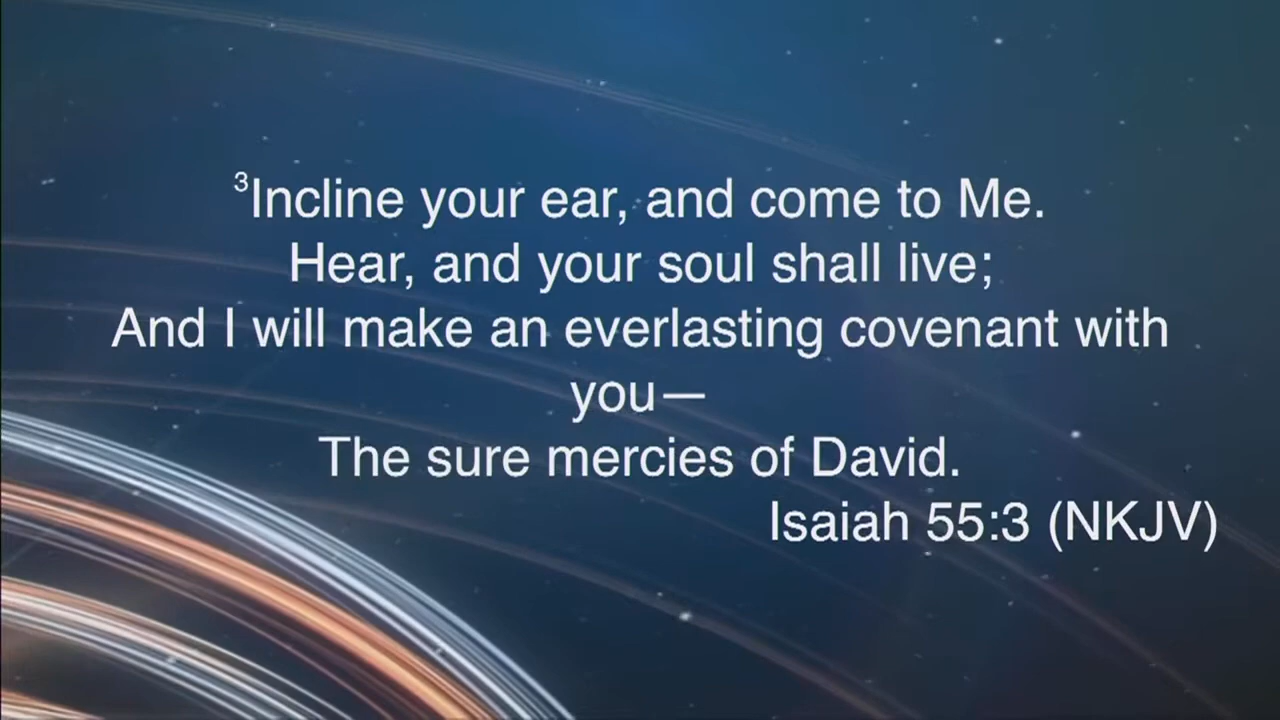 ³Incline your ear, and come to Me.
Hear, and your soul shall live;
And I will make an everlasting covenant with
you—
The sure mercies of David.
Isaiah 55:3 (NKJV)